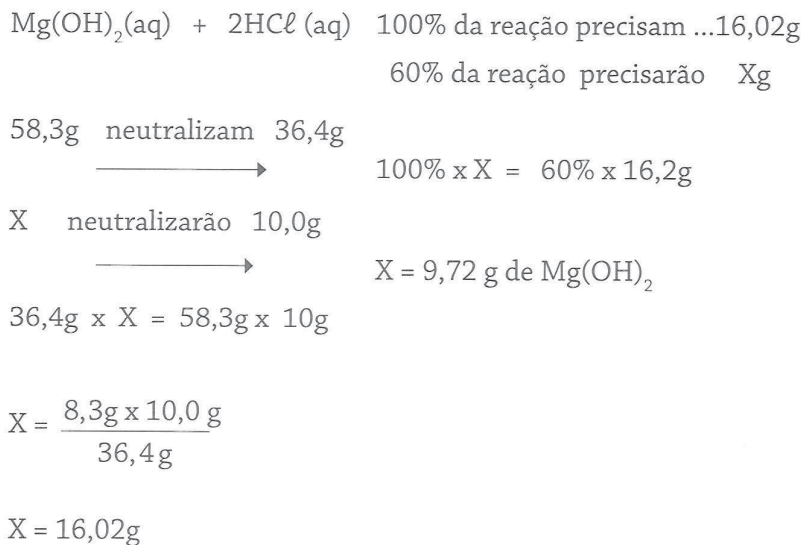 Mg(OH)₂(aq) + 2HCℓ (aq)
58,3g neutralizam 36,4g
X neutralizarão 10,0g
36,4g x X = 58,3g x 10g
X = 8,3g x 10,0 g
36,4g
X = 16,02g
100% da reação precisam ...16,02g
60% da reação precisarão Xg
100% x X = 60% x 16,2g
X = 9,72 g de Mg(OH)₂